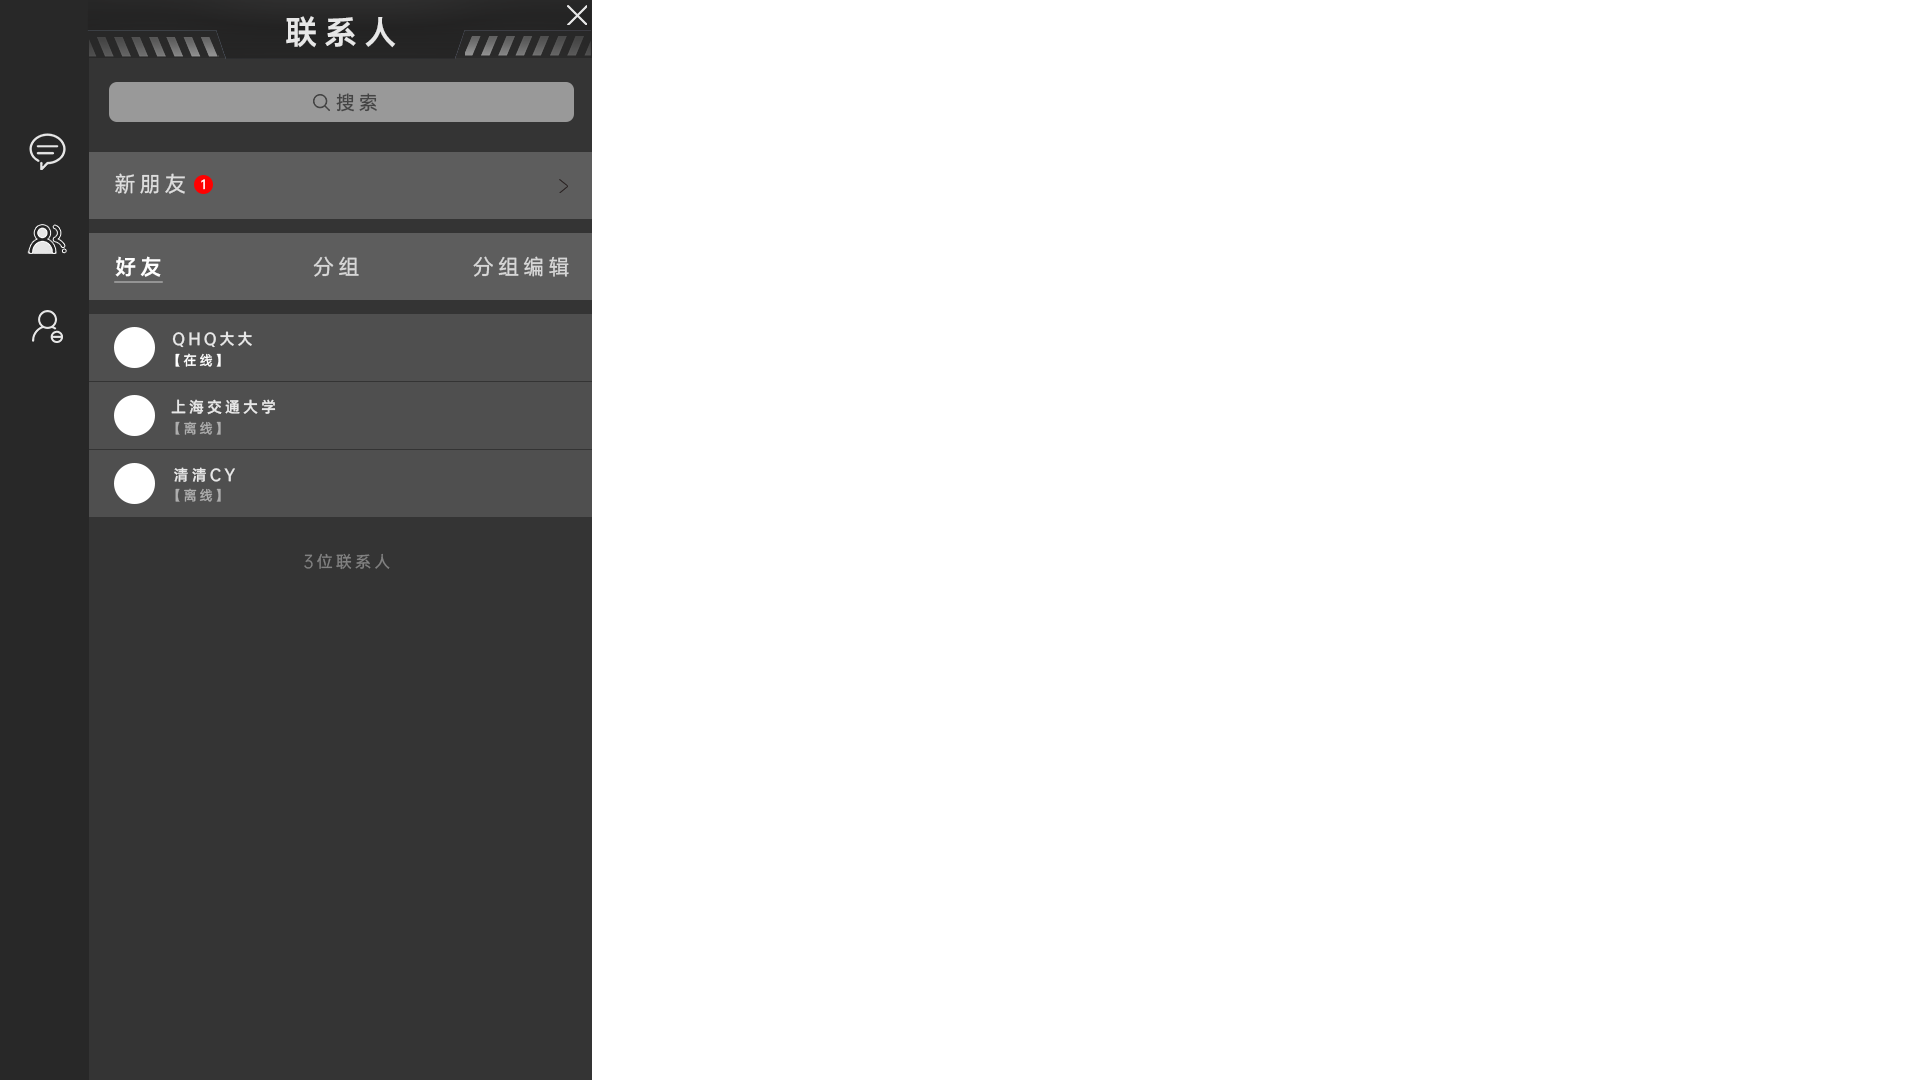 联系人
搜索
新朋友 1
好友 分组 分组编辑
QHQ大大
【在线】
上海交通大学
【离线】
清清CY
【离线】
3位联系人